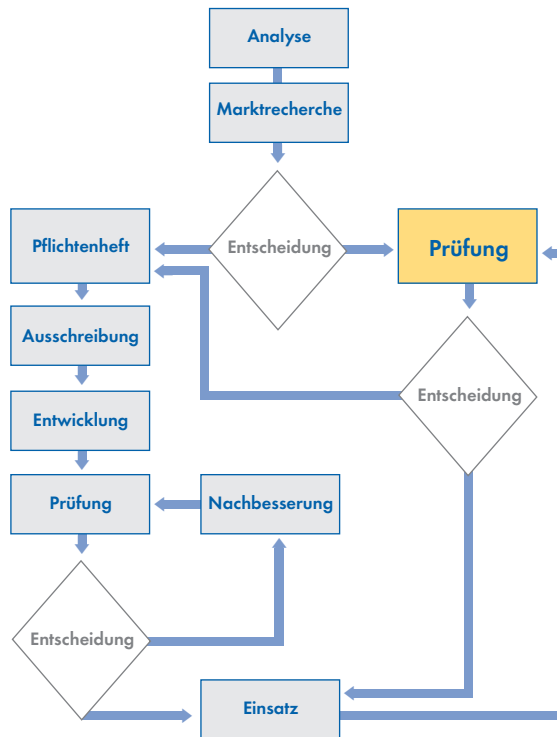 Analyse
Marktrecherche
Entscheidung
Pflichtenheft
Prüfung
Ausschreibung
Entscheidung
Entwicklung
Prüfung
Nachbesserung
Entscheidung
Einsatz